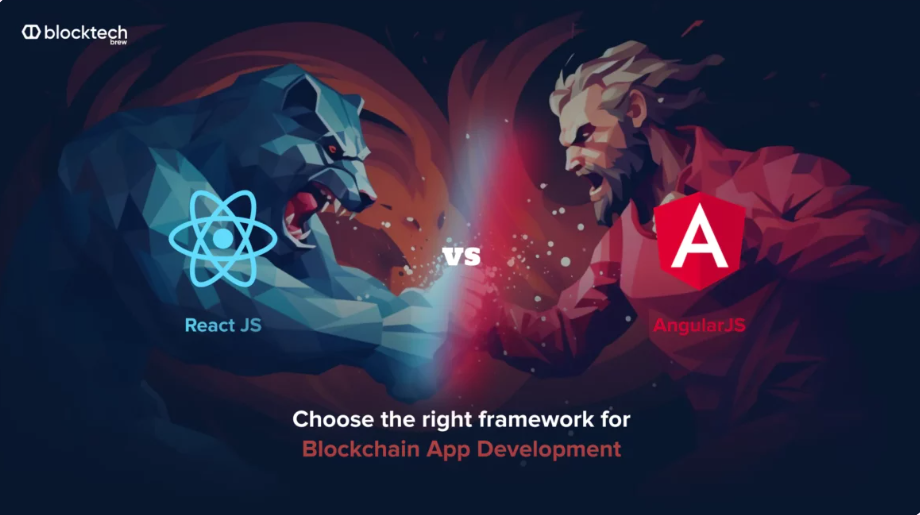 blocktech
brew
vs
React JS
AngularJS
Choose the right framework for
Blockchain App Development